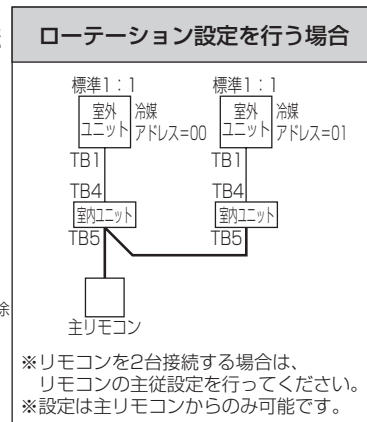 ローテーション設定を行う場合
標準1：1 標準1：1
室外ユニット 冷媒アドレス=00 室外ユニット 冷媒アドレス=01
TB1 TB1
TB4 TB4
室内ユニット 室内ユニット
TB5 TB5
除
主リモコン
※リモコンを2台接続する場合は、
リモコンの主従設定を行ってください。
※設定は主リモコンからのみ可能です。